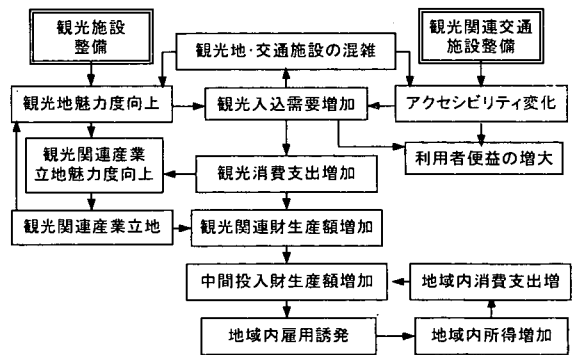 観光施設
整備
観光地・交通施設の混雑
観光関連交通
施設整備
観光地魅力度向上
観光入込需要増加
アクセシビリティ変化
観光関連産業
立地魅力度向上
観光消費支出増加
利用者便益の増大
観光関連産業立地
観光関連財生産額増加
中間投入財生産額増加
地域内消費支出増
地域内雇用誘発
地域内所得増加